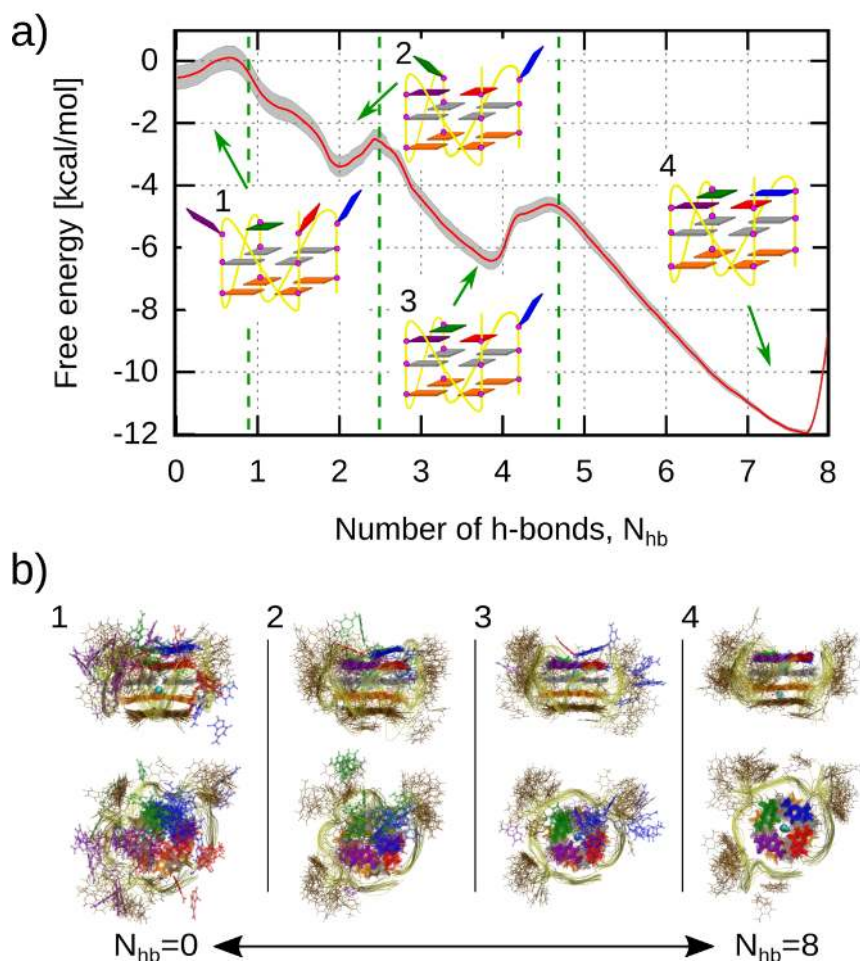 a)
Free energy [kcal/mol]
0
-2
-4
-6
-8
-10
-12
1
2
3
4
0 1 2 3 4 5 6 7 8
Number of h-bonds, N_hb
b)
1 2 3 4
N_hb=0 N_hb=8